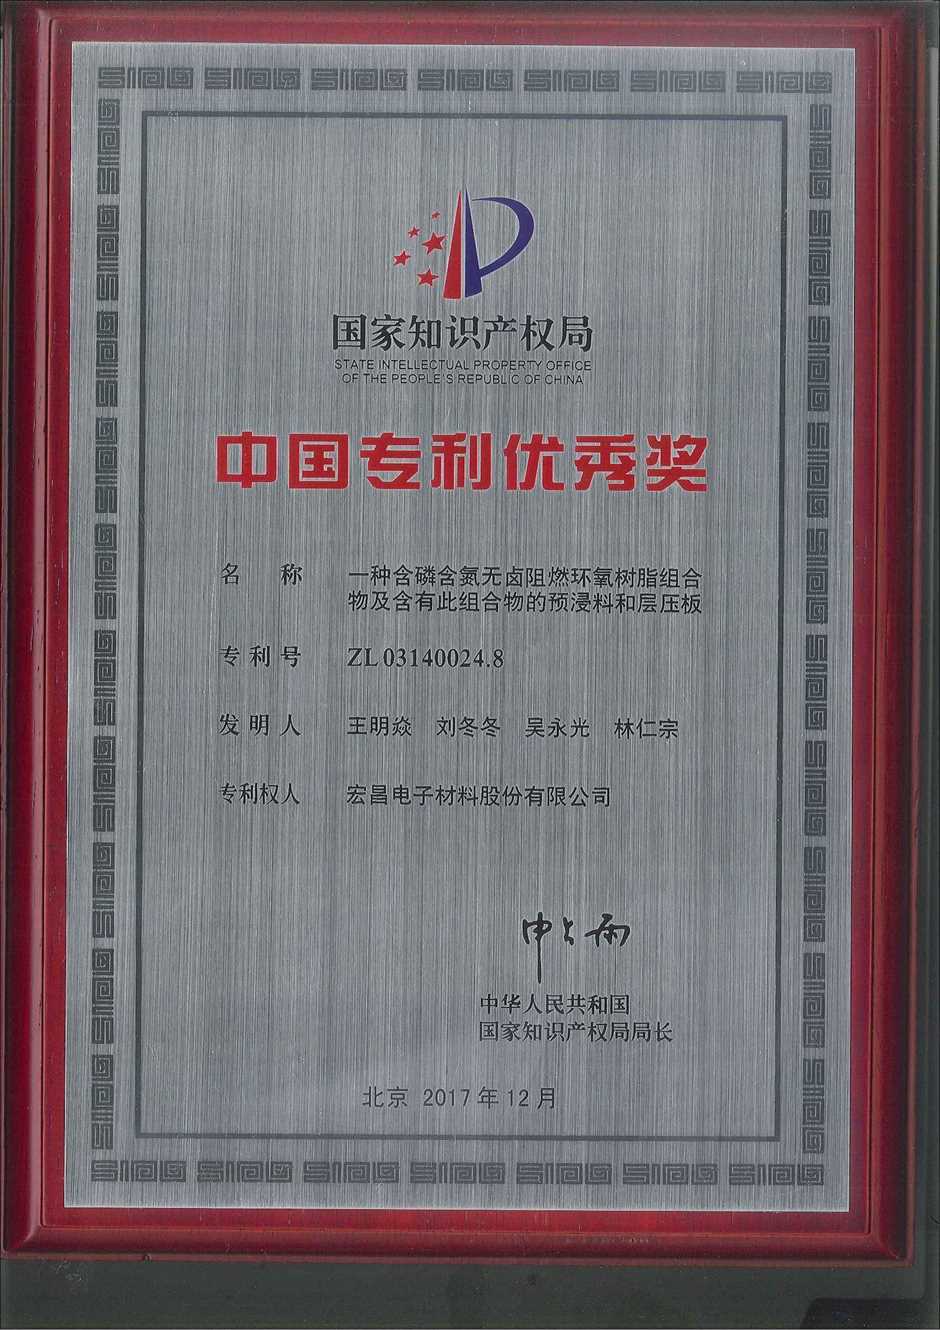 国家知识产权局
STATE INTELLECTUAL PROPERTY OFFICE
OF THE PEOPLE'S REPUBLIC OF CHINA
中国专利优秀奖
名 称 一种含磷含氮无卤阻燃环氧树脂组合
物及含有此组合物的预浸料和层压板
专利号 ZL 03140024.8
发明人 王明焱 刘冬冬 吴永光 林仁宗
专利权人 宏昌电子材料股份有限公司
申长雨
中华人民共和国
国家知识产权局局长
北京 2017年12月